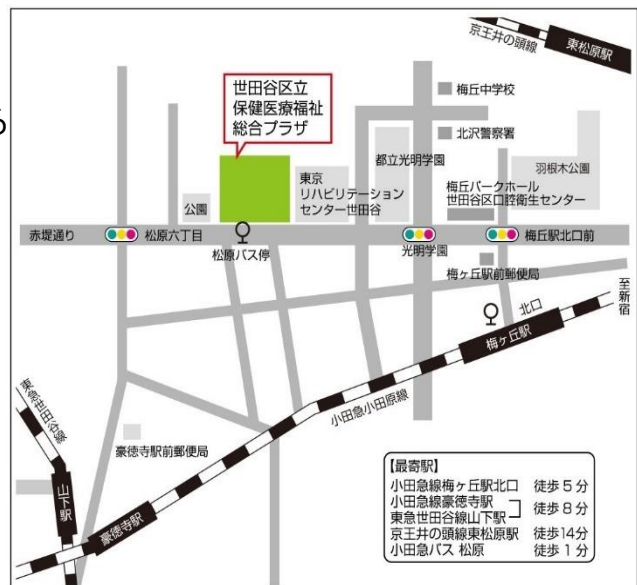 る
京王井の頭線
東松原駅
世田谷区立
保健医療福祉
総合プラザ
梅丘中学校
北沢警察署
都立光明学園
羽根木公園
東京
リハビリテーション
センター世田谷
公園
梅丘パークホール
世田谷区口腔衛生センター
赤堤通り
松原六丁目
松原バス停
光明学園
梅丘駅北口前
梅ヶ丘駅前郵便局
至新宿
北口
梅ヶ丘駅
小田急小田原線
東急世田谷線
豪徳寺駅前郵便局
山下駅
豪徳寺駅
【最寄駅】
小田急線梅ヶ丘駅北口 徒歩5分
小田急線豪徳寺駅
東急世田谷線山下駅 徒歩8分
京王井の頭線東松原駅 徒歩14分
小田急バス 松原 徒歩1分